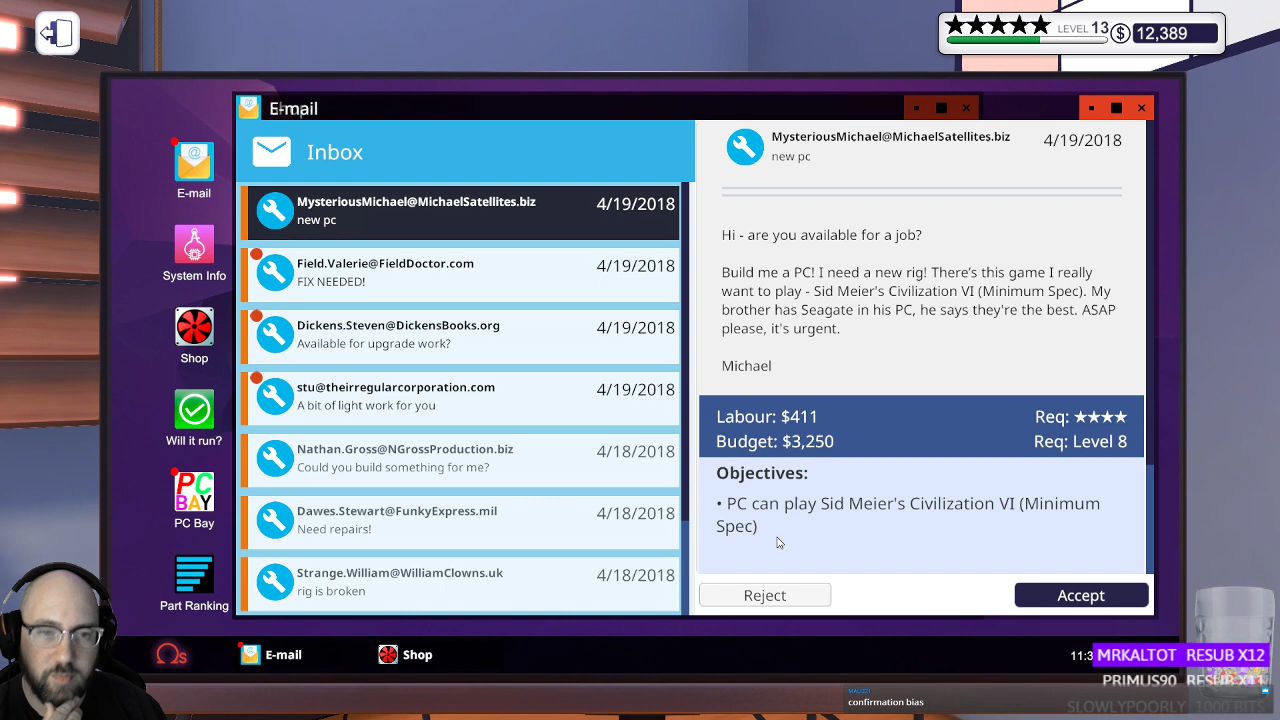 LEVEL 13 $ 12,389
E-mail
Inbox
MysteriousMichael@MichaelSatellites.biz 4/19/2018
new pc
Field.Valerie@FieldDoctor.com 4/19/2018
FIX NEEDED!
Dickens.Steven@DickensBooks.org 4/19/2018
Available for upgrade work?
stu@theirregularcorporation.com 4/19/2018
A bit of light work for you
Nathan.Gross@NGrossProduction.biz 4/18/2018
Could you build something for me?
Dawes.Stewart@FunkyExpress.mil 4/18/2018
Need repairs!
Strange.William@WilliamClowns.uk 4/18/2018
rig is broken
E-mail
System Info
Shop
Will it run?
PC
BAY
PC Bay
Part Ranking
MysteriousMichael@MichaelSatellites.biz 4/19/2018
new pc
Hi - are you available for a job?
Build me a PC! I need a new rig! There's this game I really
want to play - Sid Meier's Civilization VI (Minimum Spec). My
brother has Seagate in his PC, he says they're the best. ASAP
please, it's urgent.
Michael
Labour: $411 Req: ★★★★
Budget: $3,250 Req: Level 8
Objectives:
• PC can play Sid Meier's Civilization VI (Minimum
Spec)
Reject Accept
Ωs E-mail Shop 11:3
MRKALTOT RESUB X12
PRIMUS90 RESUB X11
SLOWLYPOORLY 1000 BITS
confirmation bias